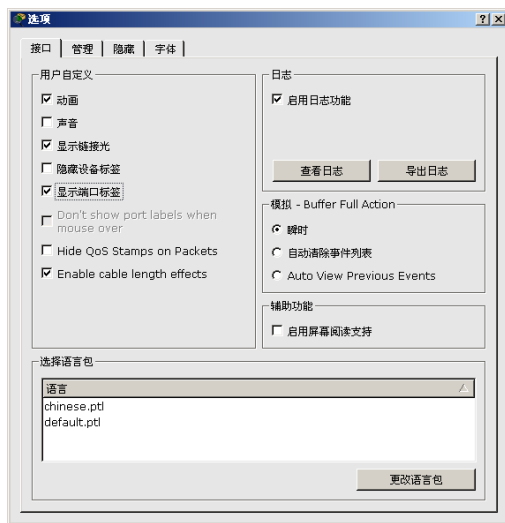 选项
接口 管理 隐藏 字体
用户自定义
动画
声音
显示链接光
隐藏设备标签
显示端口标签
Don't show port labels when
mouse over
Hide QoS Stamps on Packets
Enable cable length effects
日志
启用日志功能
查看日志 导出日志
模拟 - Buffer Full Action
瞬时
自动清除事件列表
Auto View Previous Events
辅助功能
启用屏幕阅读支持
选择语言包
语言
chinese.ptl
default.ptl
更改语言包